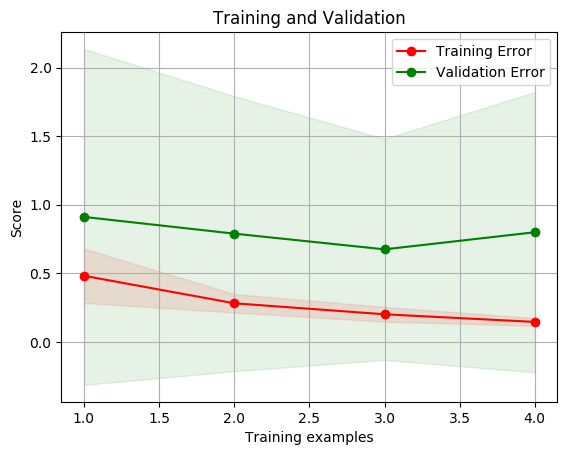 Training and Validation
Training Error
Validation Error
2.0
1.5
1.0
0.5
0.0
Score
1.0
1.5
2.0
2.5
3.0
3.5
4.0
Training examples